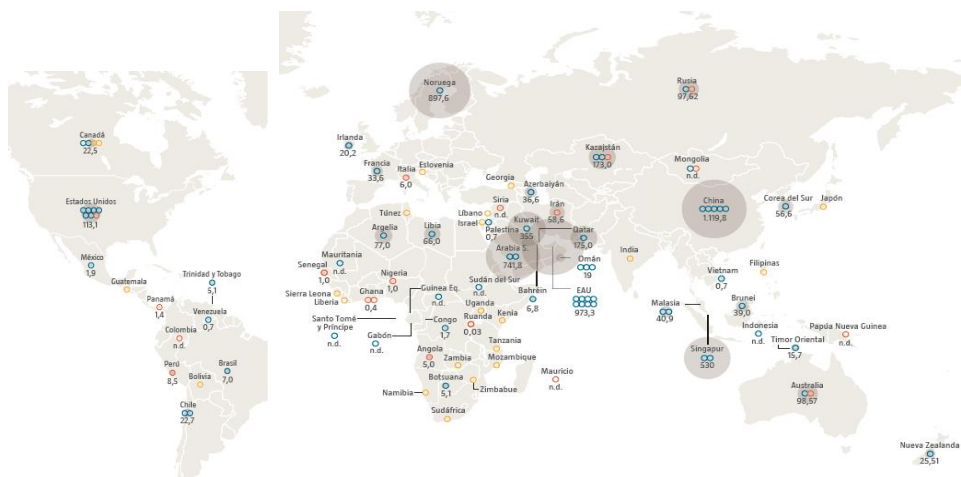 Canadá
22,5
Estados Unidos
113,1
México
1,9
Guatemala
Trinidad y Tobago
5,1
Panamá
1,4
Venezuela
0,7
Colombia
n.d.
Perú
8,5
Bolivia
Brasil
7,0
Chile
22,7
Noruega
897,6
Rusia
97,62
Irlanda
20,2
Francia
33,6
Italia
6,0
Eslovenia
Kazajstán
173,0
Mongolia
n.d.
Georgia
Azerbaiyán
36,6
China
1.119,8
Corea del Sur
56,6
Japón
Túnez
Líbano
Israel
Siria
n.d.
Irán
58,6
Argelia
77,0
Libia
66,0
Palestina
0,7
Kuwait
355
Qatar
175,0
Arabia S.
741,8
Omán
19
India
Mauritania
n.d.
Senegal
1,0
Nigeria
1,0
Guinea Eq.
n.d.
Sudán del Sur
n.d.
Bahréin
6,8
EAU
973,3
Vietnam
0,7
Filipinas
Sierra Leona
Liberia
Ghana
0,4
Uganda
Kenia
Malasia
40,9
Brunei
39,0
Santo Tomé
y Príncipe
n.d.
Gabón
n.d.
Congo
1,7
Ruanda
0,03
Tanzania
Indonesia
n.d.
Papúa Nueva Guinea
n.d.
Timor Oriental
15,7
Singapur
530
Angola
5,0
Zambia
Mozambique
Mauricio
n.d.
Botsuana
5,1
Namibia
Zimbabue
Australia
98,57
Sudáfrica
Nueva Zealanda
25,51